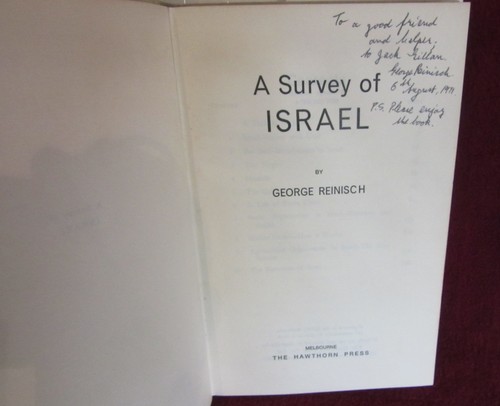 To a good friend
and helper,
to Jack
George Reinisch
6th August, 1971
P.S. Please enjoy
the book.
A Survey of
ISRAEL
BY
GEORGE REINISCH
MELBOURNE
THE HAWTHORN PRESS